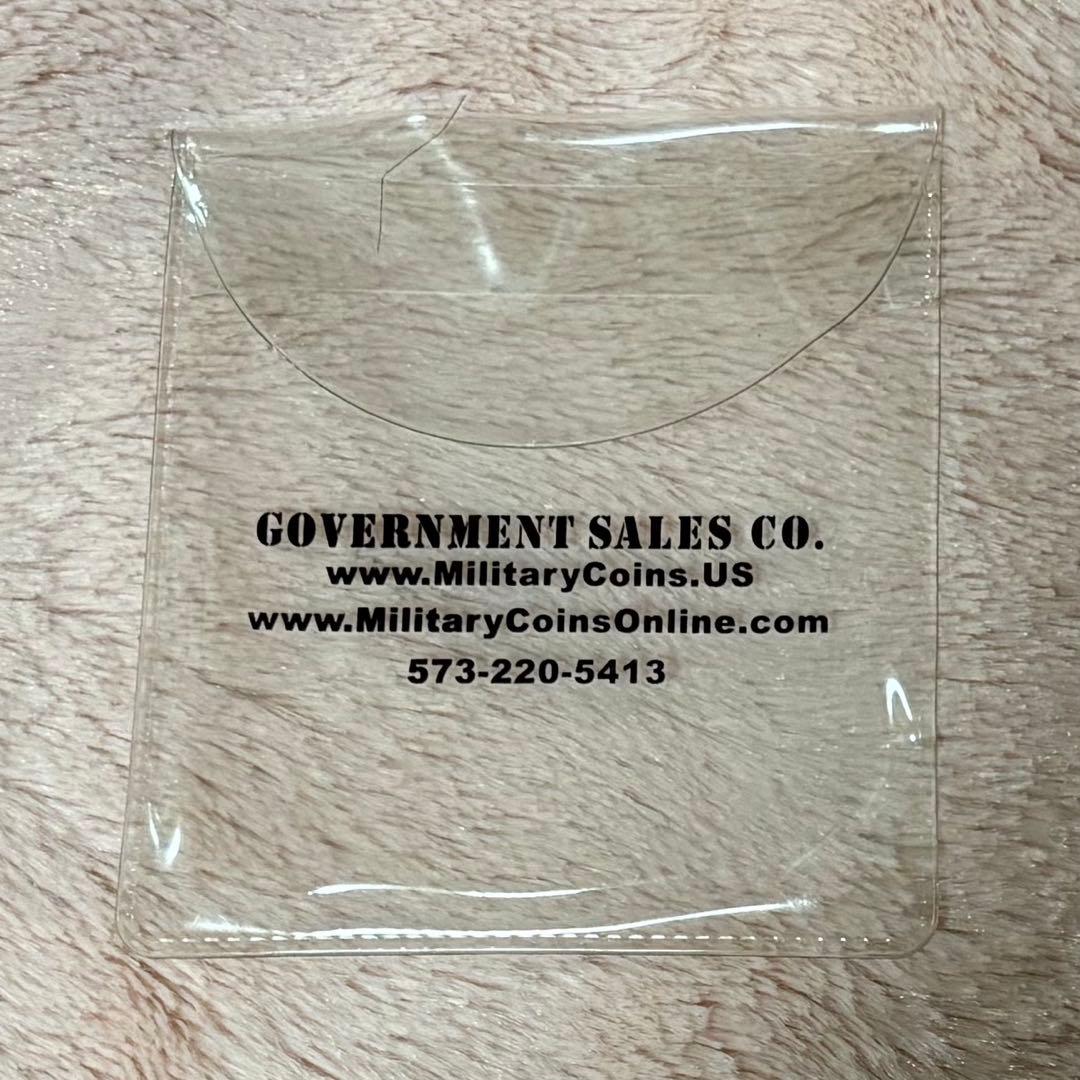 GOVERNMENT SALES CO.
www.MilitaryCoins.US
www.MilitaryCoinsOnline.com
573-220-5413